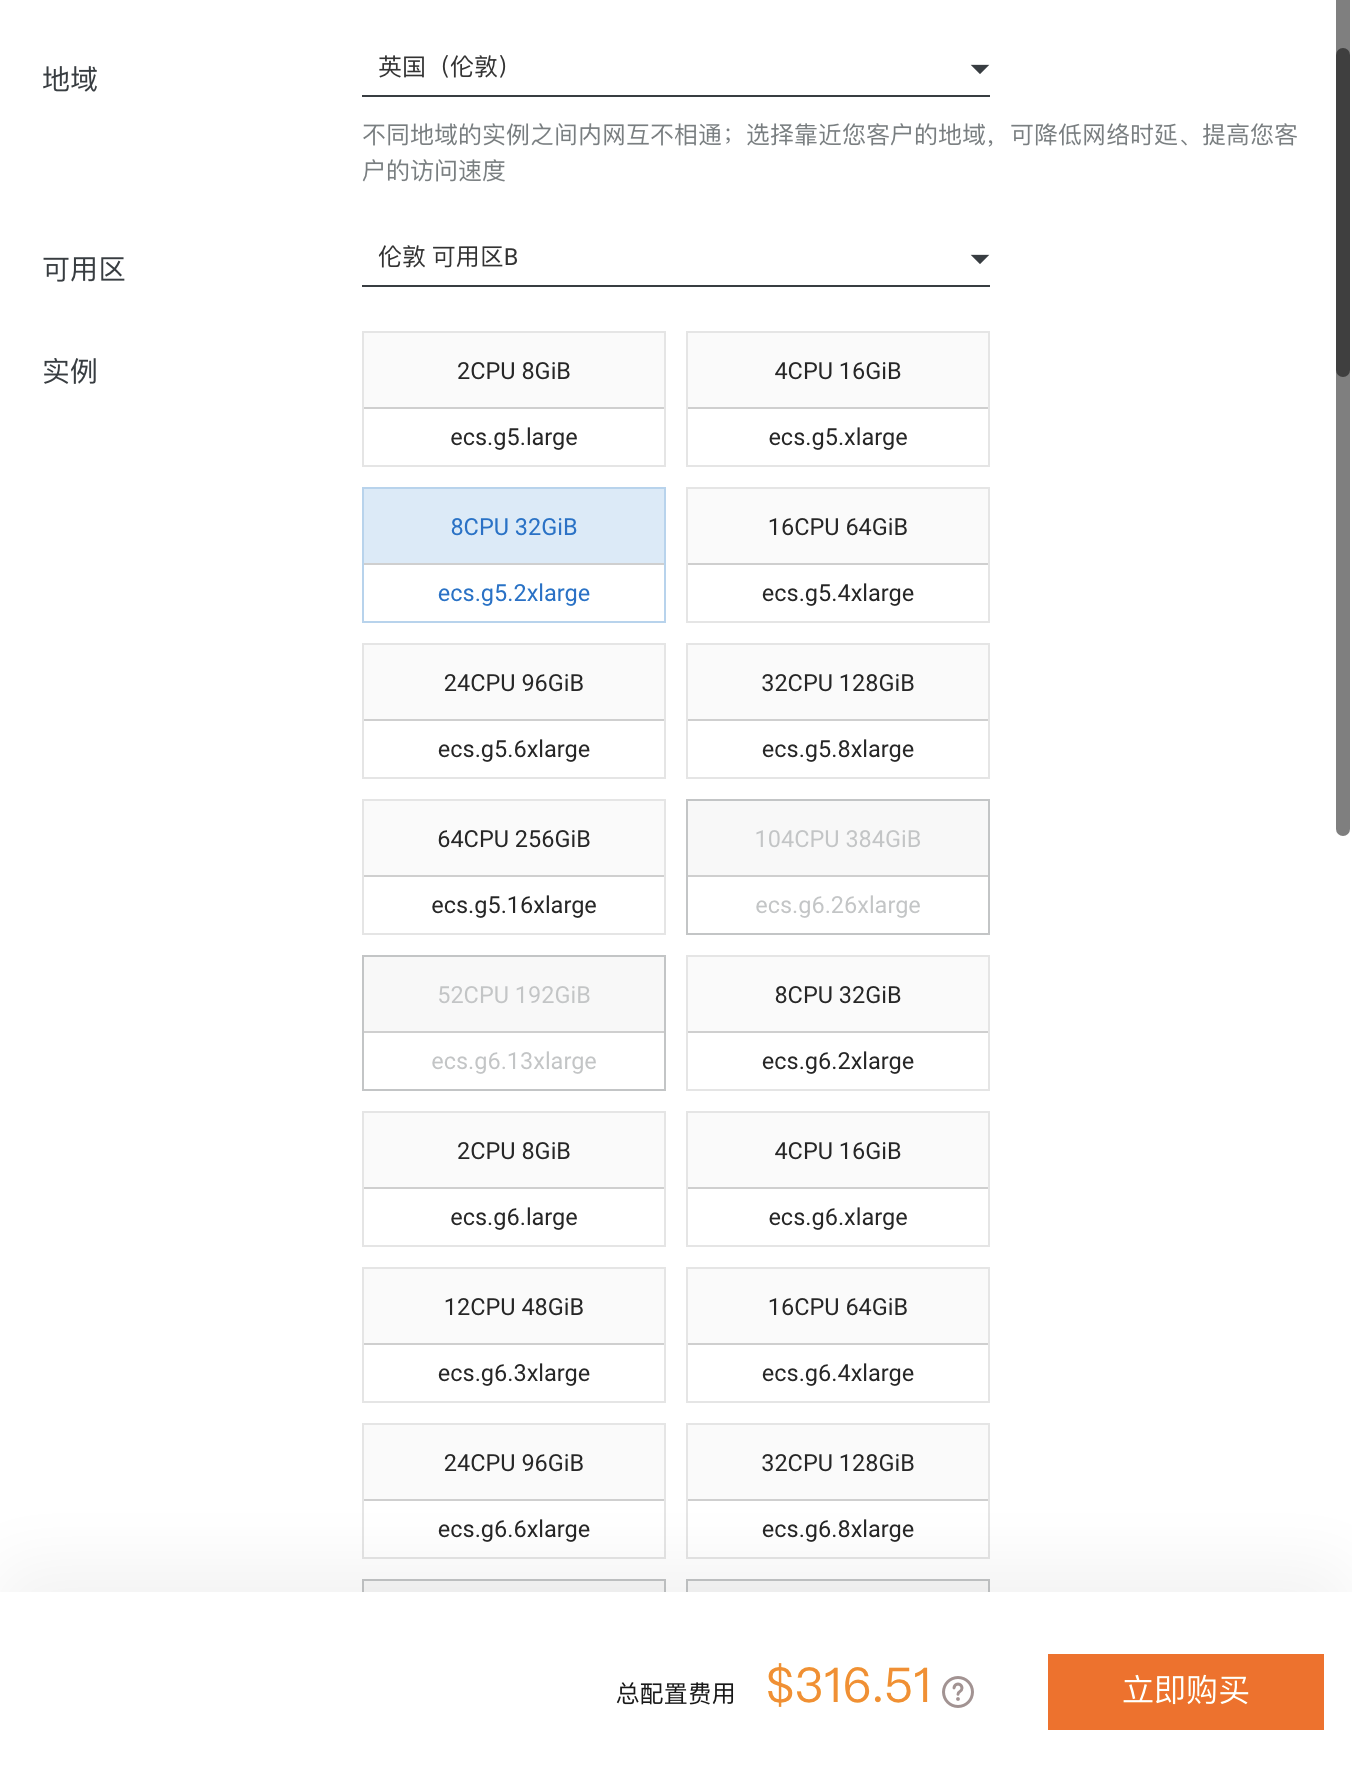 地域
英国（伦敦）
不同地域的实例之间内网互不相通；选择靠近您客户的地域，可降低网络时延、提高您客
户的访问速度
可用区
伦敦 可用区B
实例
2CPU 8GiB
ecs.g5.large
4CPU 16GiB
ecs.g5.xlarge
8CPU 32GiB
ecs.g5.2xlarge
16CPU 64GiB
ecs.g5.4xlarge
24CPU 96GiB
ecs.g5.6xlarge
32CPU 128GiB
ecs.g5.8xlarge
64CPU 256GiB
ecs.g5.16xlarge
104CPU 384GiB
ecs.g6.26xlarge
52CPU 192GiB
ecs.g6.13xlarge
8CPU 32GiB
ecs.g6.2xlarge
2CPU 8GiB
ecs.g6.large
4CPU 16GiB
ecs.g6.xlarge
12CPU 48GiB
ecs.g6.3xlarge
16CPU 64GiB
ecs.g6.4xlarge
24CPU 96GiB
ecs.g6.6xlarge
32CPU 128GiB
ecs.g6.8xlarge
总配置费用 $316.51 ?
立即购买